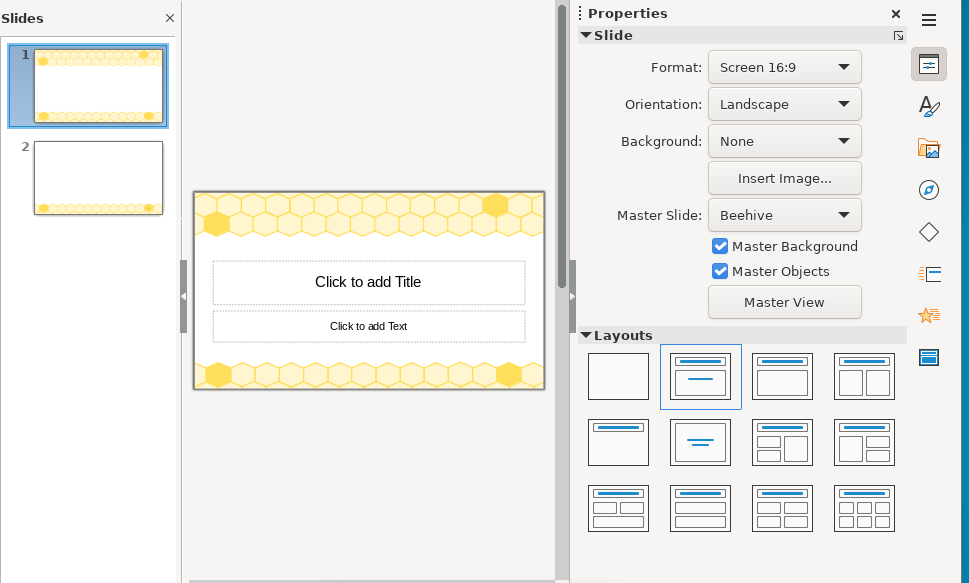 Slides
1
2
Click to add Title
Click to add Text
Properties
Slide
Format: Screen 16:9
Orientation: Landscape
Background: None
Insert Image...
Master Slide: Beehive
Master Background
Master Objects
Master View
Layouts